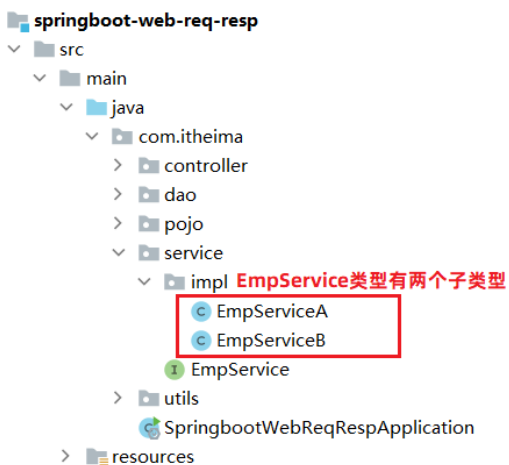 springboot-web-req-resp
src
main
java
com.itheima
controller
dao
pojo
service
impl EmpService类型有两个子类型
C EmpServiceA
C EmpServiceB
I EmpService
utils
C SpringbootWebReqRespApplication
resources